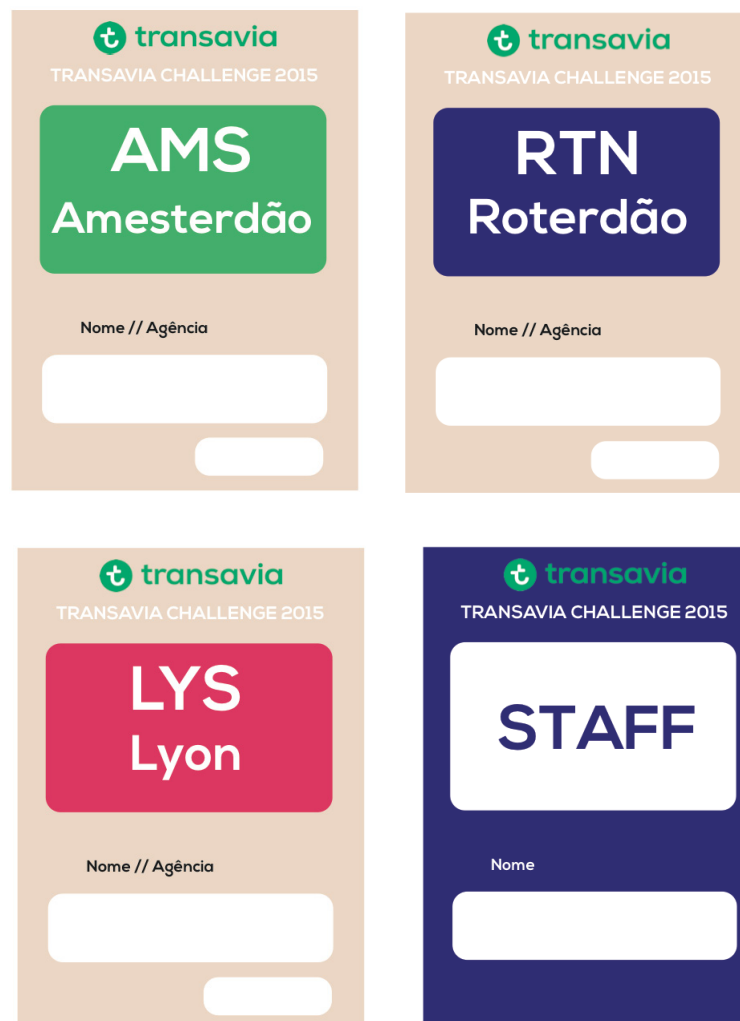 transavia
TRANSAVIA CHALLENGE 2015
AMS
Amesterdão
Nome // Agência
transavia
TRANSAVIA CHALLENGE 2015
RTN
Roterdão
Nome // Agência
transavia
TRANSAVIA CHALLENGE 2015
LYS
Lyon
Nome // Agência
transavia
TRANSAVIA CHALLENGE 2015
STAFF
Nome